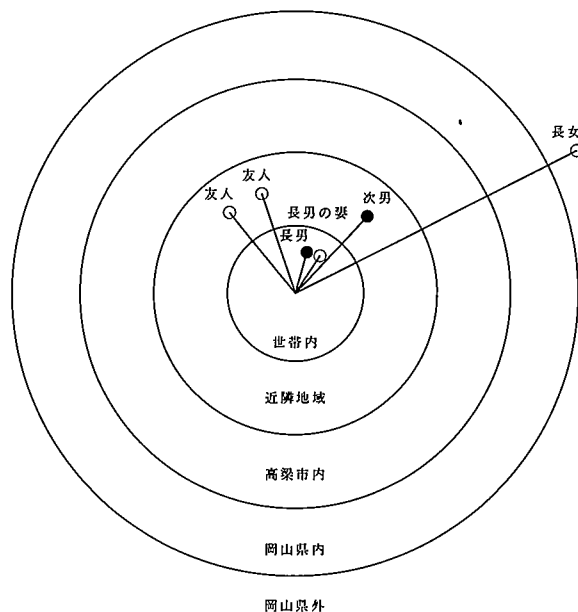 長女
友人
友人
次男
長男の妻
長男
世帯内
近隣地域
高梁市内
岡山県内
岡山県外